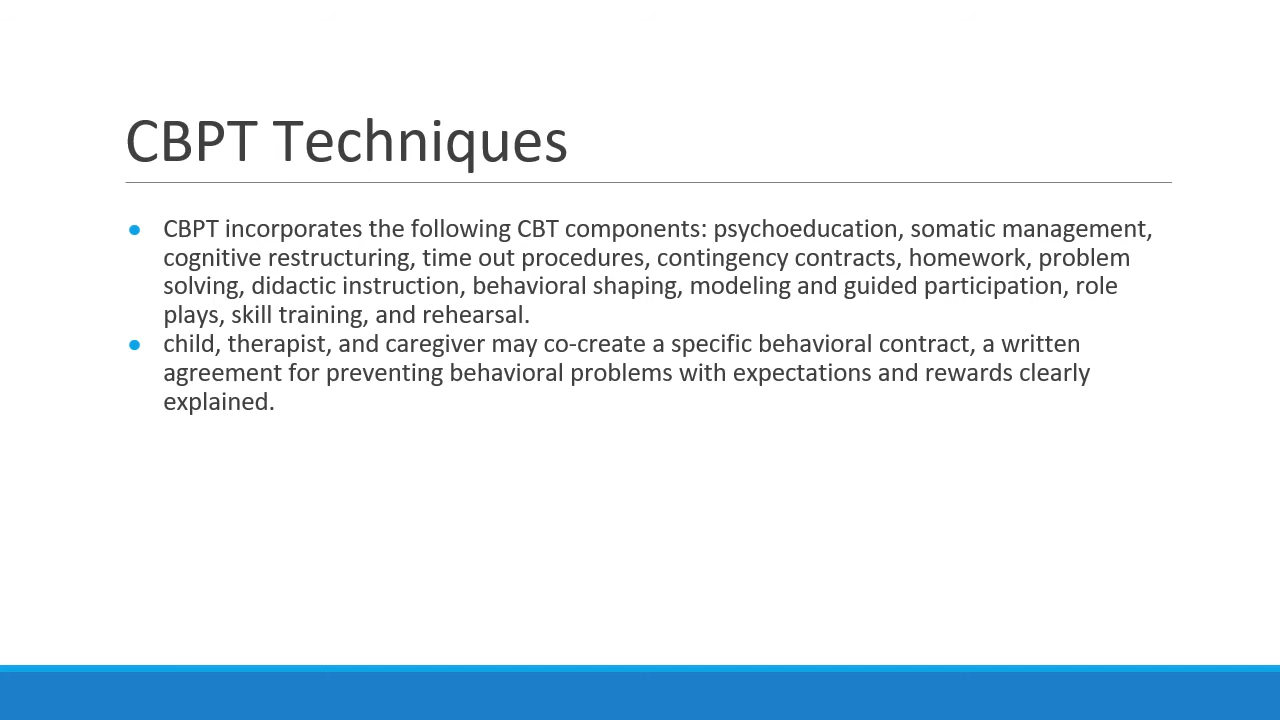 CBPT Techniques
● CBPT incorporates the following CBT components: psychoeducation, somatic management,
cognitive restructuring, time out procedures, contingency contracts, homework, problem
solving, didactic instruction, behavioral shaping, modeling and guided participation, role
plays, skill training, and rehearsal.
● child, therapist, and caregiver may co-create a specific behavioral contract, a written
agreement for preventing behavioral problems with expectations and rewards clearly
explained.